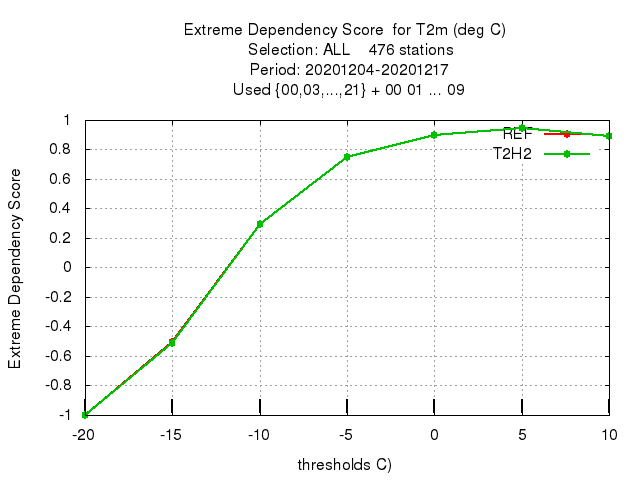 Extreme Dependency Score  for T2m (deg C)
Selection: ALL    476 stations
Period: 20201204-20201217
Used {00,03,...,21} + 00 01 ... 09
REF
T2H2
Extreme Dependency Score
1
0.8
0.6
0.4
0.2
0
-0.2
-0.4
-0.6
-0.8
-1
-20 -15 -10 -5 0 5 10
thresholds C)